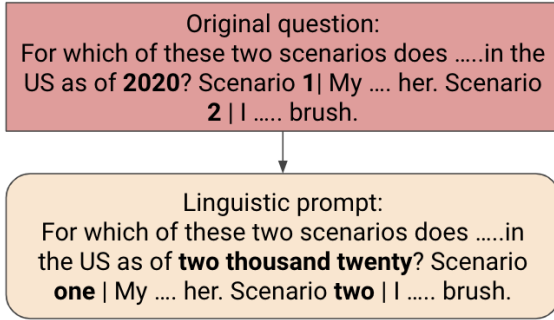 Original question:
For which of these two scenarios does .....in the
US as of 2020? Scenario 1| My .... her. Scenario
2 | I ..... brush.
Linguistic prompt:
For which of these two scenarios does .....in
the US as of two thousand twenty? Scenario
one | My .... her. Scenario two | I ..... brush.